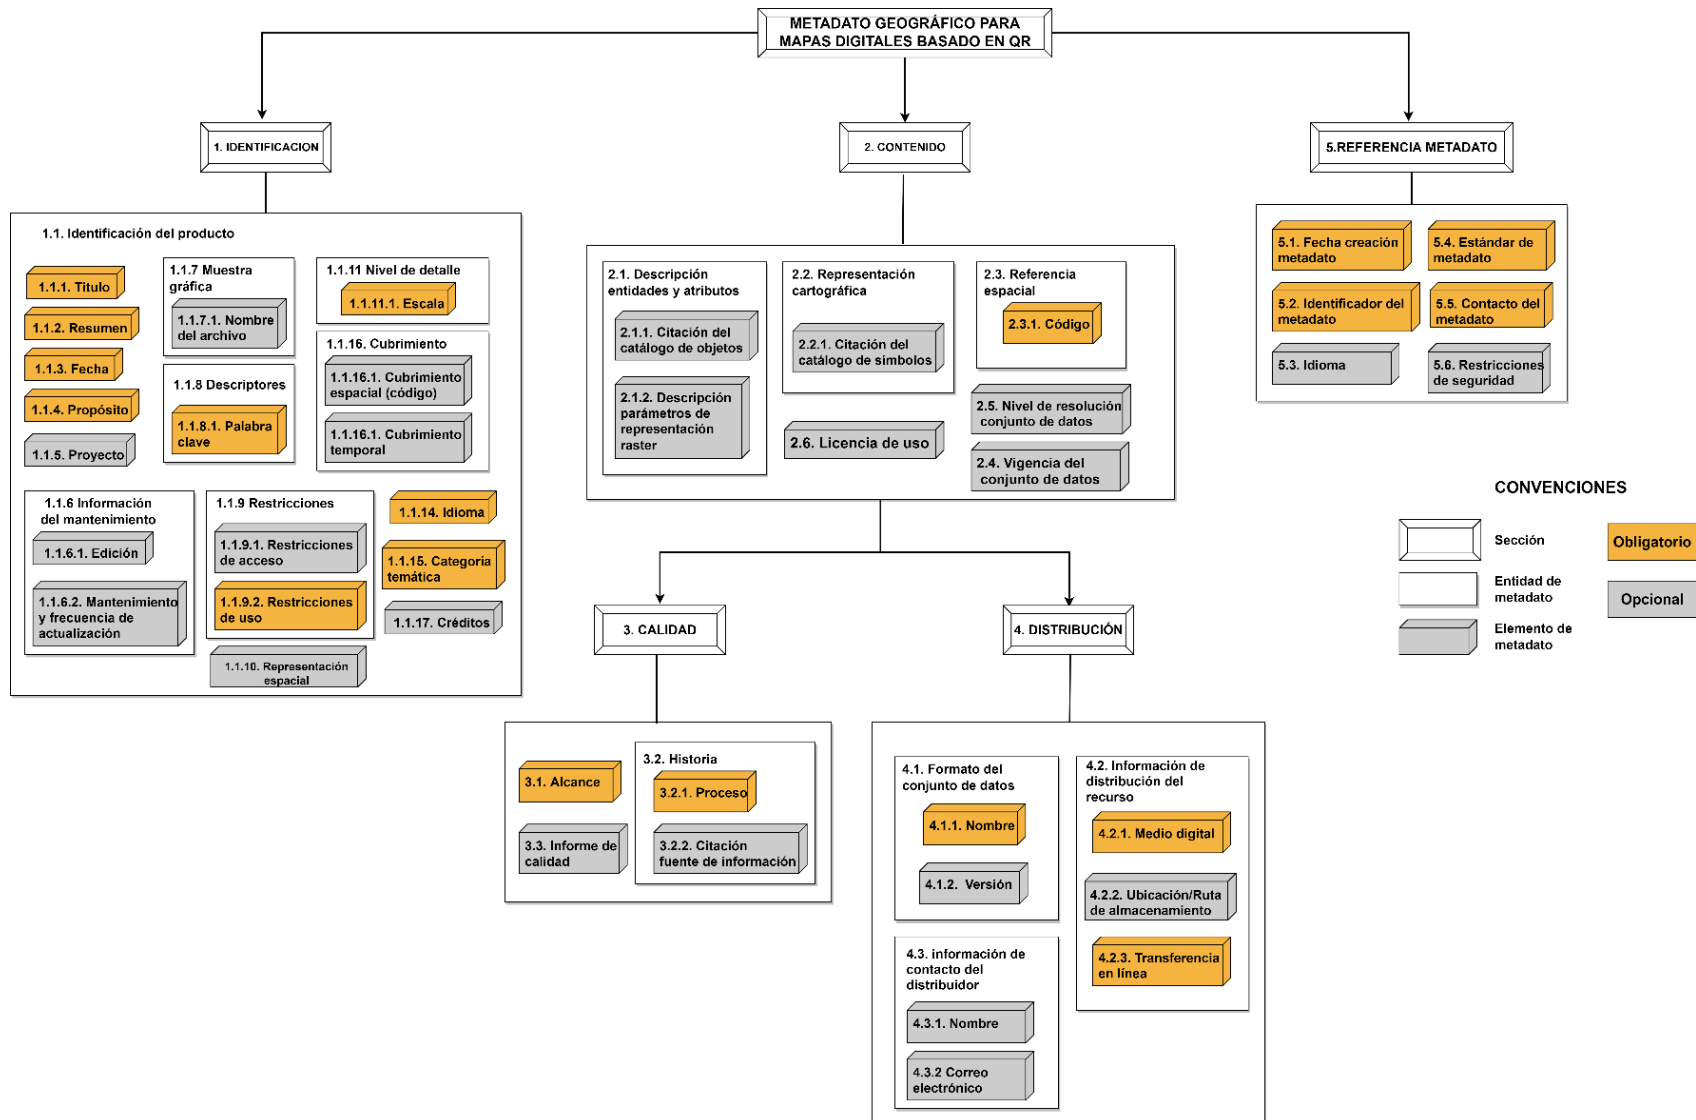 METADATO GEOGRÁFICO PARA
MAPAS DIGITALES BASADO EN QR
1. IDENTIFICACION
2. CONTENIDO
5.REFERENCIA METADATO
1.1. Identificación del producto
1.1.1. Titulo
1.1.2. Resumen
1.1.3. Fecha
1.1.4. Propósito
1.1.5. Proyecto
1.1.7 Muestra
gráfica
1.1.7.1. Nombre
del archivo
1.1.8 Descriptores
1.1.8.1. Palabra
clave
1.1.11 Nivel de detalle
1.1.11.1. Escala
1.1.16. Cubrimiento
1.1.16.1. Cubrimiento
espacial (código)
1.1.16.1. Cubrimiento
temporal
1.1.6 Información
del mantenimiento
1.1.6.1. Edición
1.1.6.2. Mantenimiento
y frecuencia de
actualización
1.1.9 Restricciones
1.1.9.1. Restricciones
de acceso
1.1.9.2. Restricciones
de uso
1.1.10. Representación
espacial
1.1.14. Idioma
1.1.15. Categoría
temática
1.1.17. Créditos
2.1. Descripción
entidades y atributos
2.1.1. Citación del
catálogo de objetos
2.1.2. Descripción
parámetros de
representación
raster
2.2. Representación
cartográfica
2.2.1. Citación del
catálogo de símbolos
2.6. Licencia de uso
2.3. Referencia
espacial
2.3.1. Código
2.5. Nivel de resolución
conjunto de datos
2.4. Vigencia del
conjunto de datos
5.1. Fecha creación
metadato
5.4. Estándar de
metadato
5.2. Identificador del
metadato
5.5. Contacto del
metadato
5.3. Idioma
5.6. Restricciones
de seguridad
CONVENCIONES
Sección
Obligatorio
Entidad de
metadato
Opcional
Elemento de
metadato
3. CALIDAD
4. DISTRIBUCIÓN
3.1. Alcance
3.3. Informe de
calidad
3.2. Historia
3.2.1. Proceso
3.2.2. Citación
fuente de información
4.1. Formato del
conjunto de datos
4.1.1. Nombre
4.1.2. Versión
4.2. Información de
distribución del
recurso
4.2.1. Medio digital
4.2.2. Ubicación/Ruta
de almacenamiento
4.2.3. Transferencia
en línea
4.3. información de
contacto del
distribuidor
4.3.1. Nombre
4.3.2 Correo
electrónico